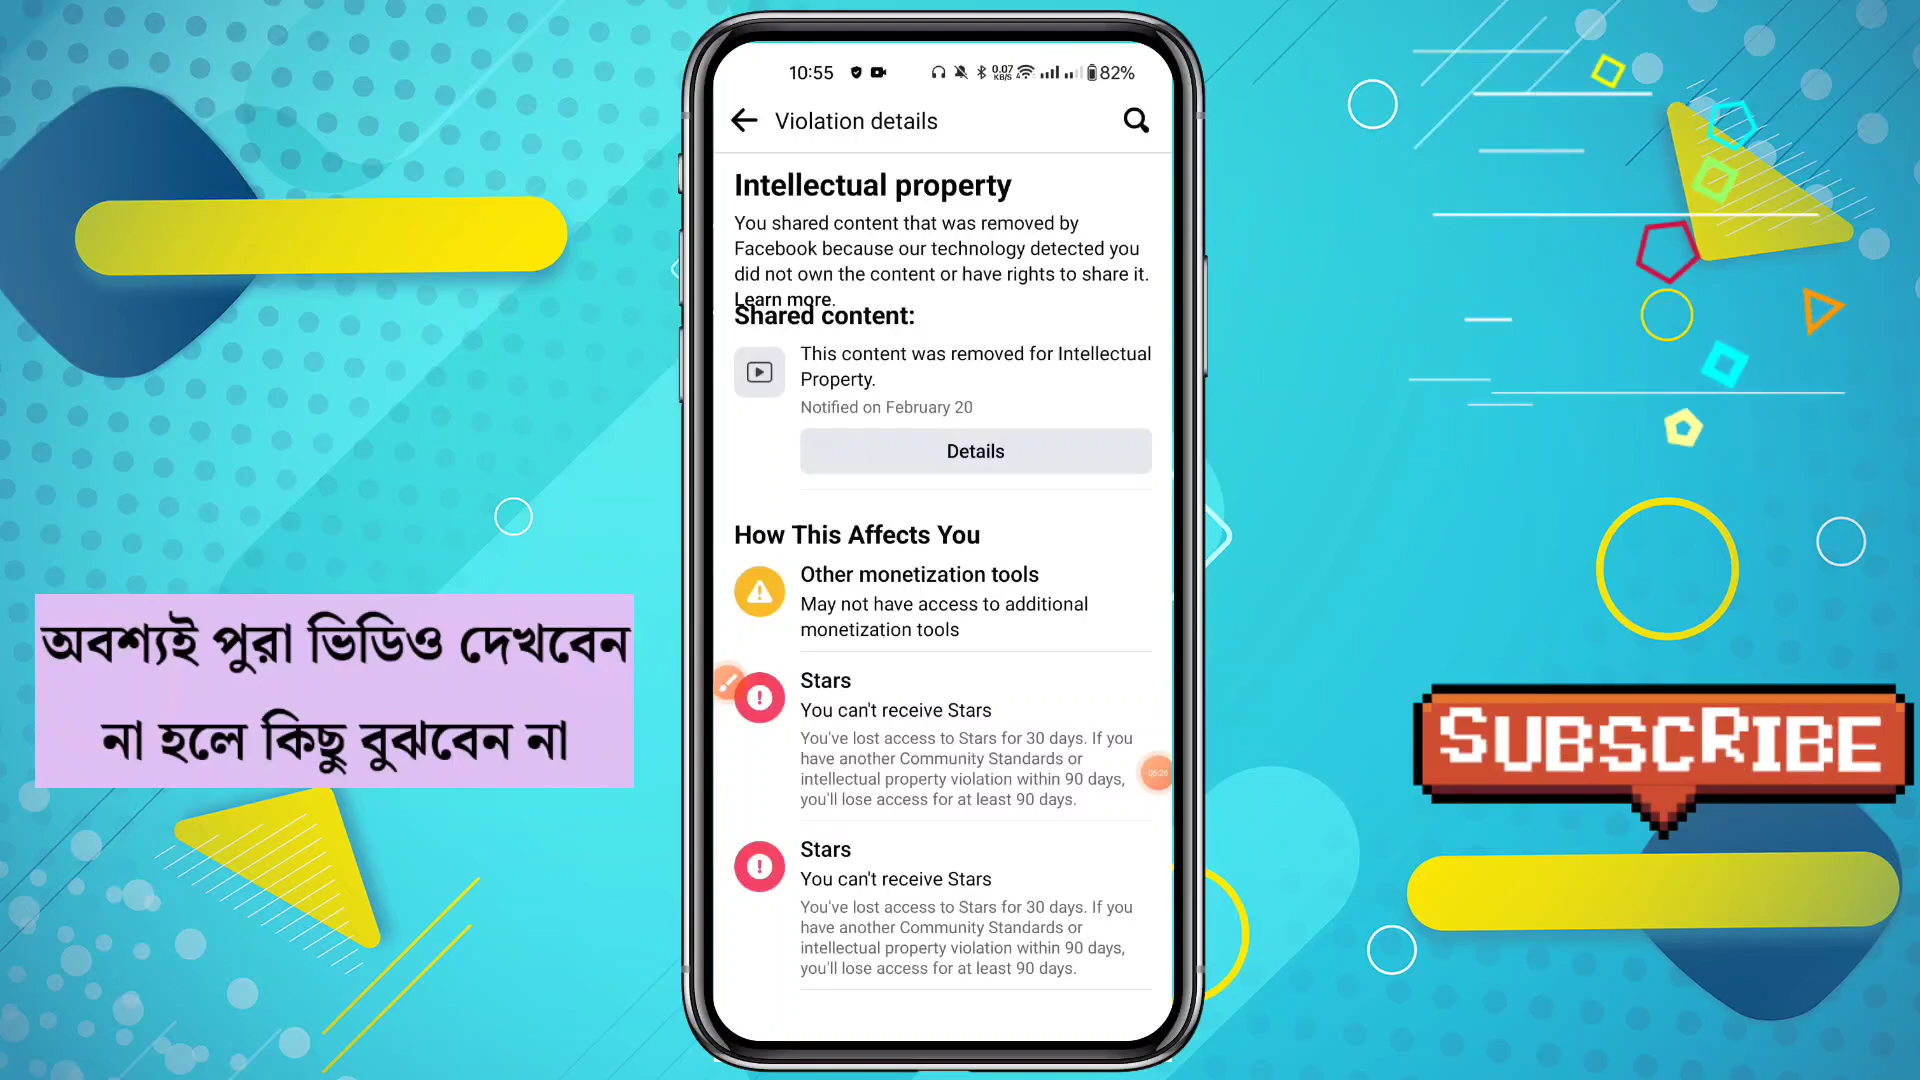 10:55 0.07 KB/S 82%
Violation details
Intellectual property
You shared content that was removed by
Facebook because our technology detected you
did not own the content or have rights to share it.
Learn more.
Shared content:
This content was removed for Intellectual
Property.
Notified on February 20
Details
How This Affects You
Other monetization tools
May not have access to additional
monetization tools
Stars
You can't receive Stars
You've lost access to Stars for 30 days. If you
have another Community Standards or
intellectual property violation within 90 days,
you'll lose access for at least 90 days.
06:26
Stars
You can't receive Stars
You've lost access to Stars for 30 days. If you
have another Community Standards or
intellectual property violation within 90 days,
you'll lose access for at least 90 days.
অবশ্যই পুরা ভিডিও দেখবেন
না হলে কিছু বুঝবেন না
SUBSCRIBE